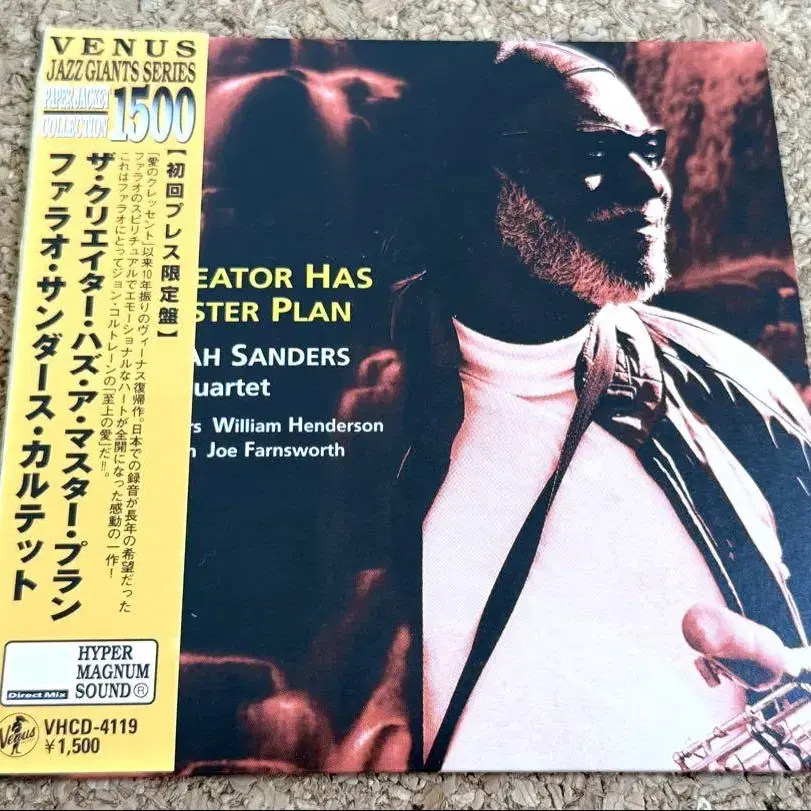 VENUS
JAZZ GIANTS SERIES
PAPER JACKET
COLLECTION
1500
【初回プレス限定盤】
「愛のクレッセント」以来10年振りのヴィーナス復帰作。日本での録音が長年の希望だった
ファラオのスピリチュアルでエモーショナルなハートが全開になった感動の一作!
これはファラオにとってジョン・コルトレーンの「至上の愛」だ!!。
ザ・クリエイター・ハズ・ア・マスター・プラン
ファラオ・サンダース・カルテット
HYPER
MAGNUM
SOUND®
Direct Mix
Venus
VHCD-4119
¥1,500
EATOR HAS
STER PLAN
AH SANDERS
uartet
rs William Henderson
n Joe Farnsworth